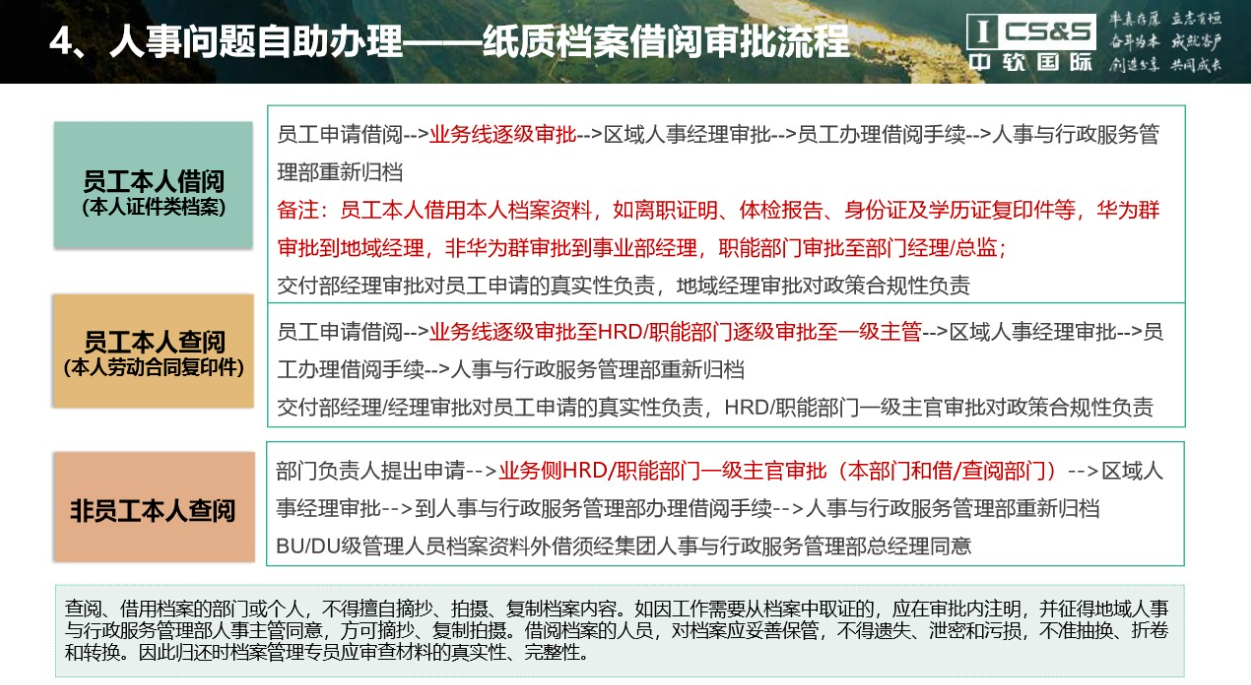 4、人事问题自助办理——纸质档案借阅审批流程
I CS&S
中软国际
率真在厚 立志有恒
奋斗为本 成就客户
创造分享 共同成长
员工本人借阅
(本人证件类档案)
员工申请借阅-->业务线逐级审批-->区域人事经理审批-->员工办理借阅手续-->人事与行政服务管
理部重新归档
备注：员工本人借用本人档案资料，如离职证明、体检报告、身份证及学历证复印件等，华为群
审批到地域经理，非华为群审批到事业部经理，职能部门审批至部门经理/总监；
交付部经理审批对员工申请的真实性负责，地域经理审批对政策合规性负责
员工本人查阅
(本人劳动合同复印件)
员工申请借阅-->业务线逐级审批至HRD/职能部门逐级审批至一级主管-->区域人事经理审批-->员
工办理借阅手续-->人事与行政服务管理部重新归档
交付部经理/经理审批对员工申请的真实性负责，HRD/职能部门一级主官审批对政策合规性负责
非员工本人查阅
部门负责人提出申请-->业务侧HRD/职能部门一级主官审批（本部门和借/查阅部门）-->区域人
事经理审批-->到人事与行政服务管理部办理借阅手续-->人事与行政服务管理部重新归档
BU/DU级管理人员档案资料外借须经集团人事与行政服务管理部总经理同意
查阅、借用档案的部门或个人，不得擅自摘抄、拍摄、复制档案内容。如因工作需要从档案中取证的，应在审批内注明，并征得地域人事
与行政服务管理部人事主管同意，方可摘抄、复制拍摄。借阅档案的人员，对档案应妥善保管，不得遗失、泄密和污损，不准抽换、折卷
和转换。因此归还时档案管理专员应审查材料的真实性、完整性。